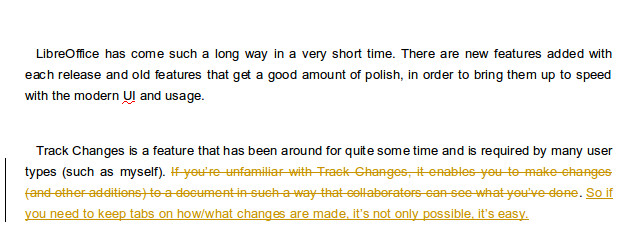 LibreOffice has come such a long way in a very short time. There are new features added with
each release and old features that get a good amount of polish, in order to bring them up to speed
with the modern UI and usage.
Track Changes is a feature that has been around for quite some time and is required by many user
types (such as myself). If you're unfamiliar with Track Changes, it enables you to make changes
(and other additions) to a document in such a way that collaborators can see what you've done. So if
you need to keep tabs on how/what changes are made, it's not only possible, it's easy.